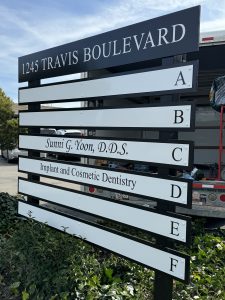 1245 TRAVIS BOULEVARD
A
B
Sunni G. Yoon, D.D.S. C
Implant and Cosmetic Dentistry D
E
F